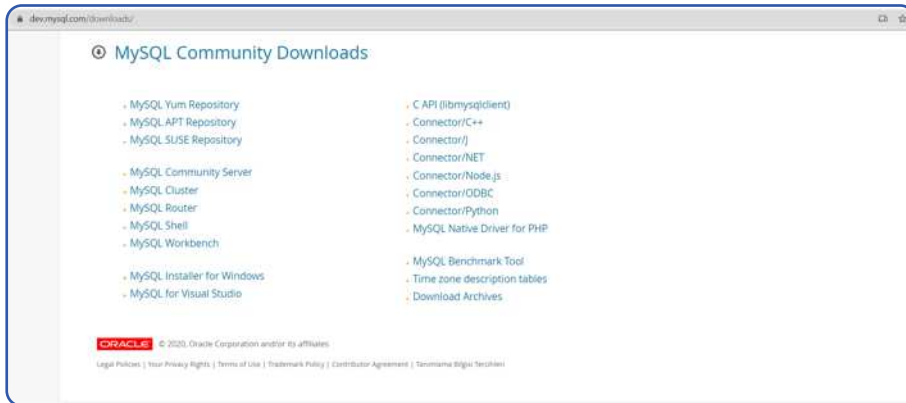 dev.mysql.com/downloads/
MySQL Community Downloads
MySQL Yum Repository
MySQL APT Repository
MySQL SUSE Repository
MySQL Community Server
MySQL Cluster
MySQL Router
MySQL Shell
MySQL Workbench
MySQL Installer for Windows
MySQL for Visual Studio
C API (libmysqlclient)
Connector/C++
Connector/J
Connector/NET
Connector/Node.js
Connector/ODBC
Connector/Python
MySQL Native Driver for PHP
MySQL Benchmark Tool
Time zone description tables
Download Archives
ORACLE © 2020, Oracle Corporation and/or its affiliates
Legal Policies | Your Privacy Rights | Terms of Use | Trademark Policy | Contributor Agreement | Tanımlama Bilgisi Tercihleri